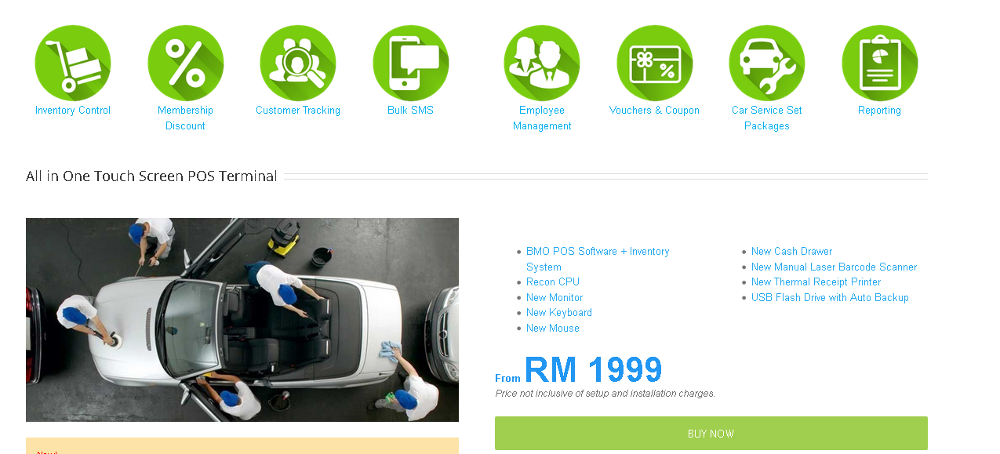 Inventory Control
Membership
Discount
Customer Tracking
Bulk SMS
Employee
Management
Vouchers & Coupon
Car Service Set
Packages
Reporting
All in One Touch Screen POS Terminal
BMO POS Software + Inventory
System
Recon CPU
New Monitor
New Keyboard
New Mouse
New Cash Drawer
New Manual Laser Barcode Scanner
New Thermal Receipt Printer
USB Flash Drive with Auto Backup
From RM 1999
Price not inclusive of setup and installation charges.
BUY NOW
New!